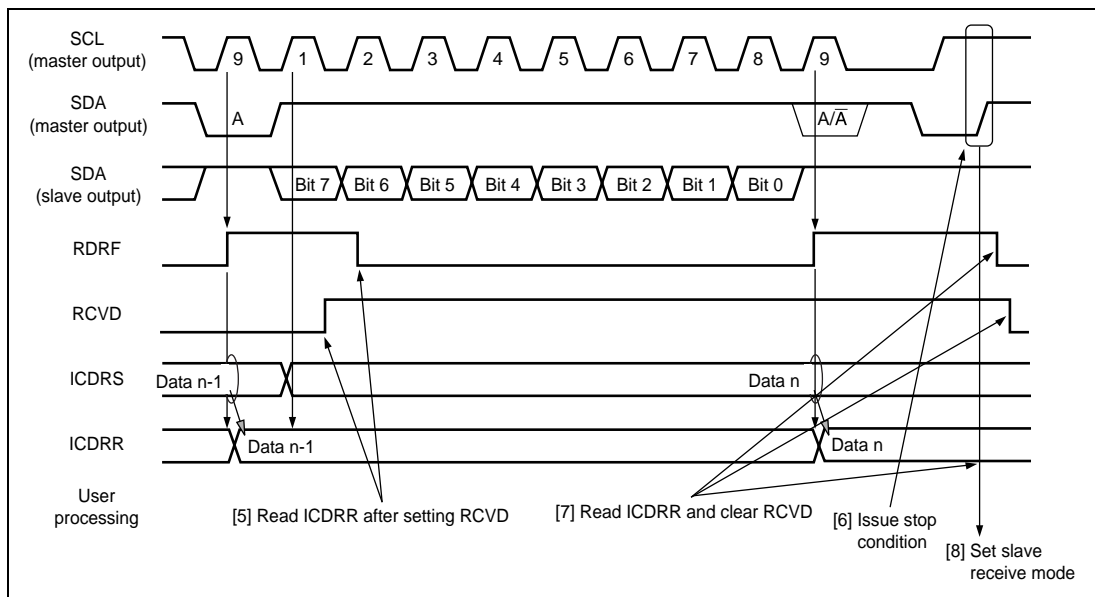 SCL
(master output)
9 1 2 3 4 5 6 7 8 9
SDA
(master output)
A A/A̅
SDA
(slave output)
Bit 7 Bit 6 Bit 5 Bit 4 Bit 3 Bit 2 Bit 1 Bit 0
RDRF
RCVD
ICDRS
Data n-1 Data n
ICDRR
Data n-1 Data n
User
processing
[5] Read ICDRR after setting RCVD
[7] Read ICDRR and clear RCVD
[6] Issue stop
condition
[8] Set slave
receive mode